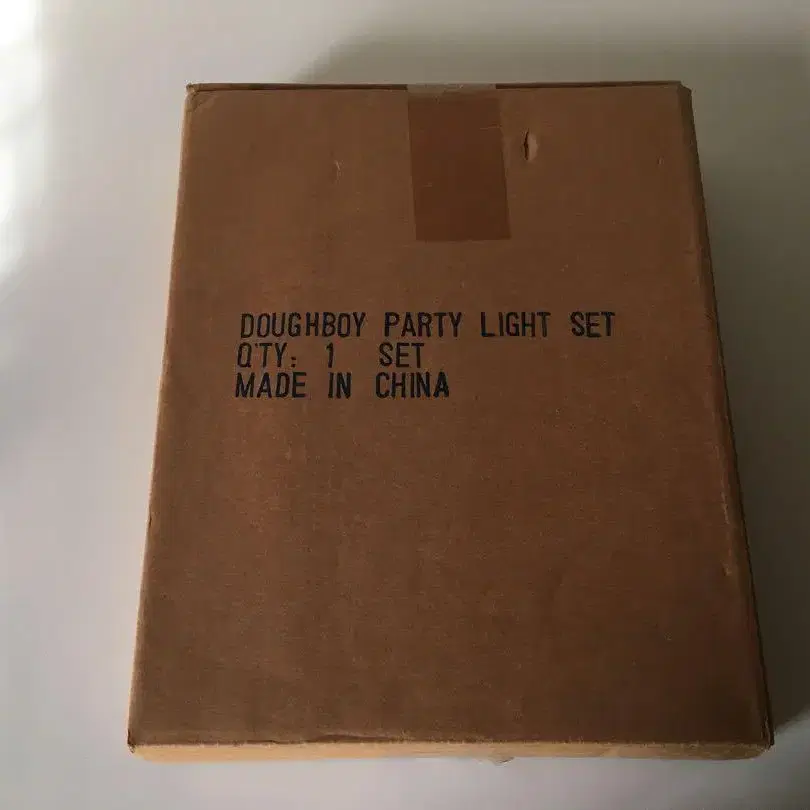 DOUGHBOY PARTY LIGHT SET
Q'TY: 1 SET
MADE IN CHINA